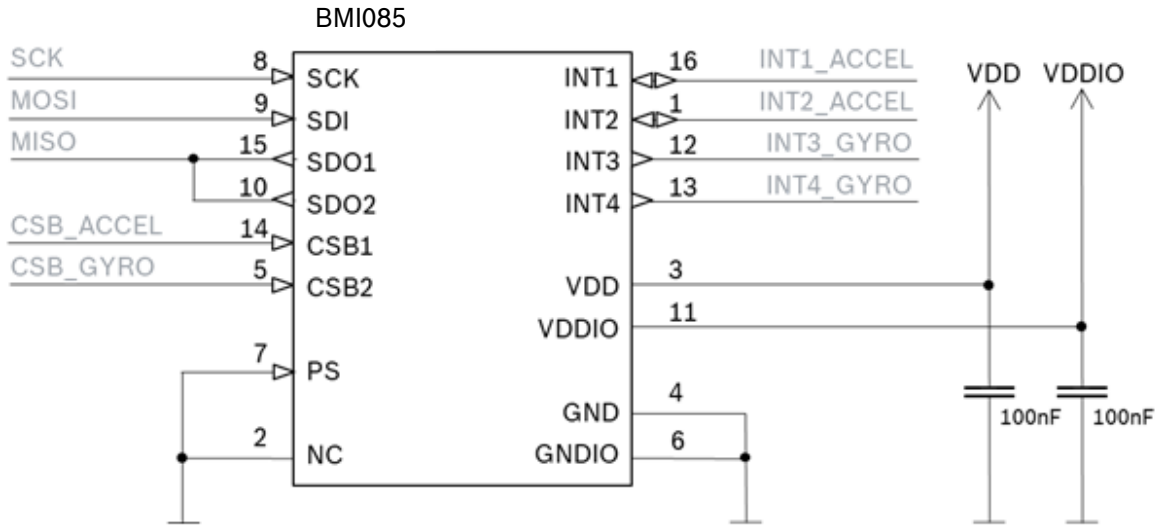 BMI085
SCK 8 SCK INT1 16 INT1_ACCEL
MOSI 9 SDI INT2 1 INT2_ACCEL
MISO 15 SDO1 INT3 12 INT3_GYRO
10 SDO2 INT4 13 INT4_GYRO
CSB_ACCEL 14 CSB1
CSB_GYRO 5 CSB2 VDD 3
VDDIO 11
VDD VDDIO
7 PS
GND 4
100nF 100nF
2 NC GNDIO 6